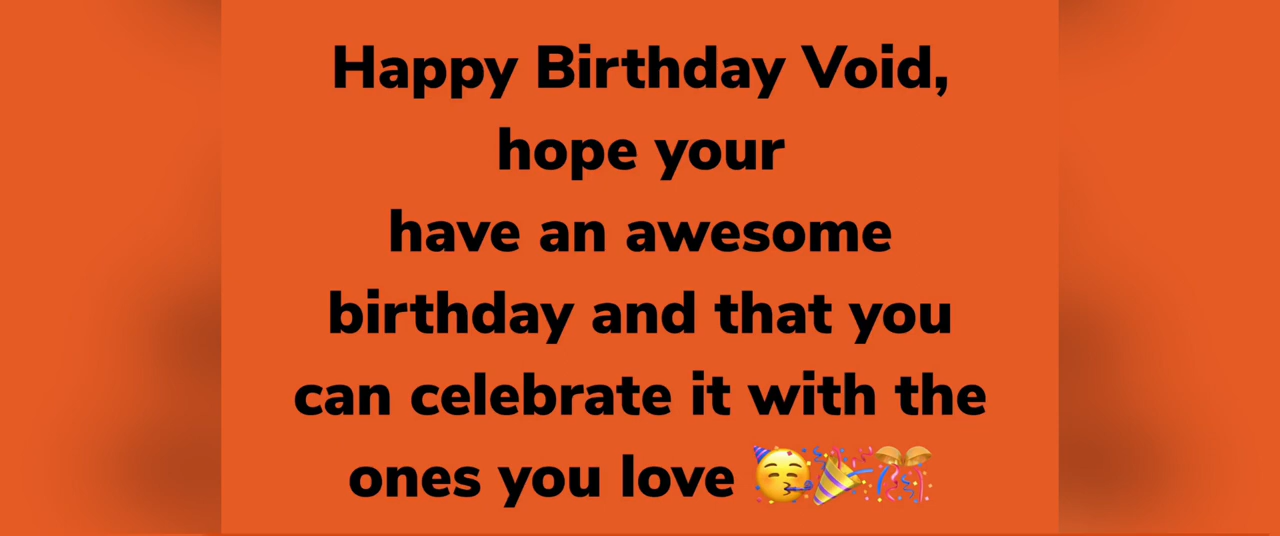 Happy Birthday Void,
hope your
have an awesome
birthday and that you
can celebrate it with the
ones you love 🥳🎉🎊